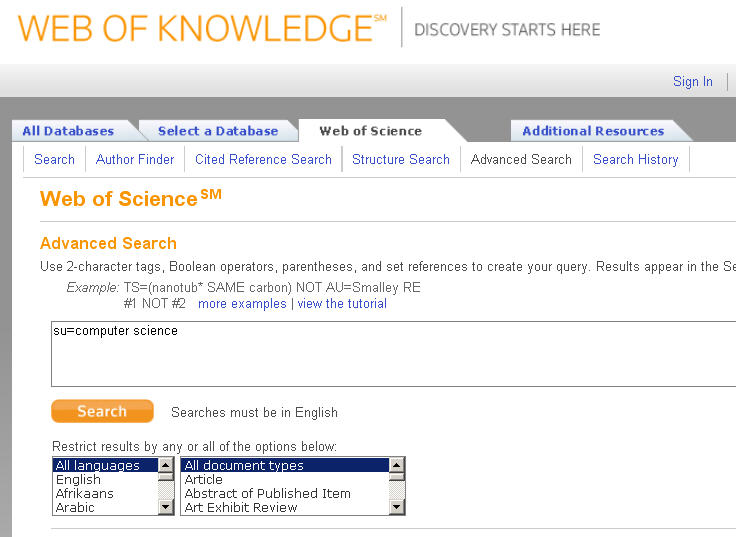 WEB OF KNOWLEDGE℠ DISCOVERY STARTS HERE
Sign In
All Databases Select a Database Web of Science Additional Resources
Search Author Finder Cited Reference Search Structure Search Advanced Search Search History
Web of Science℠
Advanced Search
Use 2-character tags, Boolean operators, parentheses, and set references to create your query. Results appear in the Se
Example: TS=(nanotub* SAME carbon) NOT AU=Smalley RE
#1 NOT #2 more examples | view the tutorial
su=computer science
Search Searches must be in English
Restrict results by any or all of the options below:
All languages All document types
English Article
Afrikaans Abstract of Published Item
Arabic Art Exhibit Review